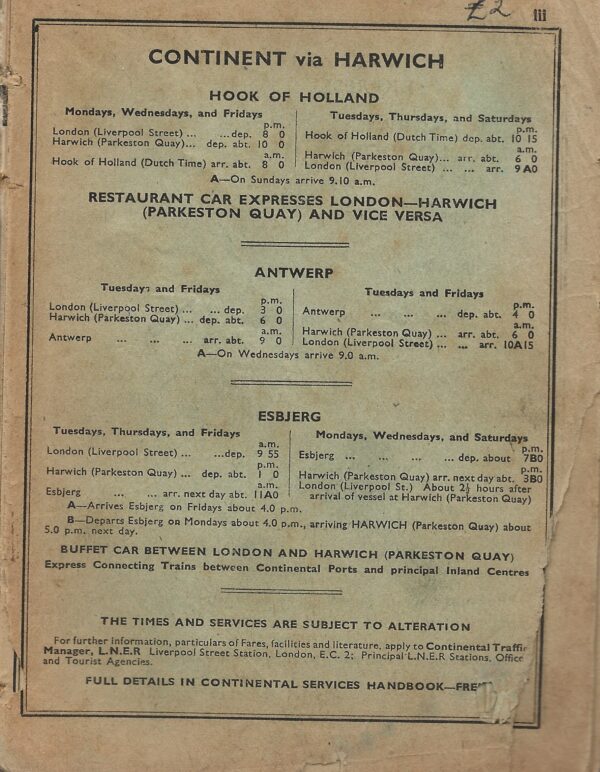 £2 iii
CONTINENT via HARWICH
HOOK OF HOLLAND
Mondays, Wednesdays, and Fridays
p.m.
London (Liverpool Street) ... ...dep. 8 0
Harwich (Parkeston Quay)... dep. abt. 10 0
a.m.
Hook of Holland (Dutch Time) arr. abt. 8 0
Tuesdays, Thursdays, and Saturdays
p.m.
Hook of Holland (Dutch Time) dep. abt. 10 15
a.m.
Harwich (Parkeston Quay)... arr. abt. 6 0
London (Liverpool Street) ... ... arr. 9A0
A—On Sundays arrive 9.10 a.m.
RESTAURANT CAR EXPRESSES LONDON—HARWICH
(PARKESTON QUAY) AND VICE VERSA
ANTWERP
Tuesdays and Fridays
p.m.
London (Liverpool Street) ... ...dep. 3 0
Harwich (Parkeston Quay) ... dep. abt. 6 0
a.m.
Antwerp ... ... ... arr. abt. 9 0
Tuesdays and Fridays
p.m.
Antwerp ... ... ... dep. abt. 4 0
a.m.
Harwich (Parkeston Quay) ... arr. abt. 6 0
London (Liverpool Street) ... ... arr. 10A15
A—On Wednesdays arrive 9.0 a.m.
ESBJERG
Tuesdays, Thursdays, and Fridays
a.m.
London (Liverpool Street) ... ...dep. 9 55
p.m.
Harwich (Parkeston Quay) ... dep. abt. 1 0
a.m.
Esbjerg ... ... arr. next day abt. 11A0
Mondays, Wednesdays, and Saturdays
p.m.
Esbjerg ... ... ... ... dep. about 7B0
p.m.
Harwich (Parkeston Quay) arr. next day abt. 3B0
London (Liverpool St.) About 2½ hours after
arrival of vessel at Harwich (Parkeston Quay)
A—Arrives Esbjerg on Fridays about 4.0 p.m.
B—Departs Esbjerg on Mondays about 4.0 p.m., arriving HARWICH (Parkeston Quay) about
5.0 p.m. next day.
BUFFET CAR BETWEEN LONDON AND HARWICH (PARKESTON QUAY)
Express Connecting Trains between Continental Ports and principal Inland Centres
THE TIMES AND SERVICES ARE SUBJECT TO ALTERATION
For further information, particulars of Fares, facilities and literature, apply to Continental Traffi
Manager, L.N.E.R Liverpool Street Station, London, E.C. 2; Principal L.N.E.R Stations, Office
and Tourist Agencies.
FULL DETAILS IN CONTINENTAL SERVICES HANDBOOK—FRE